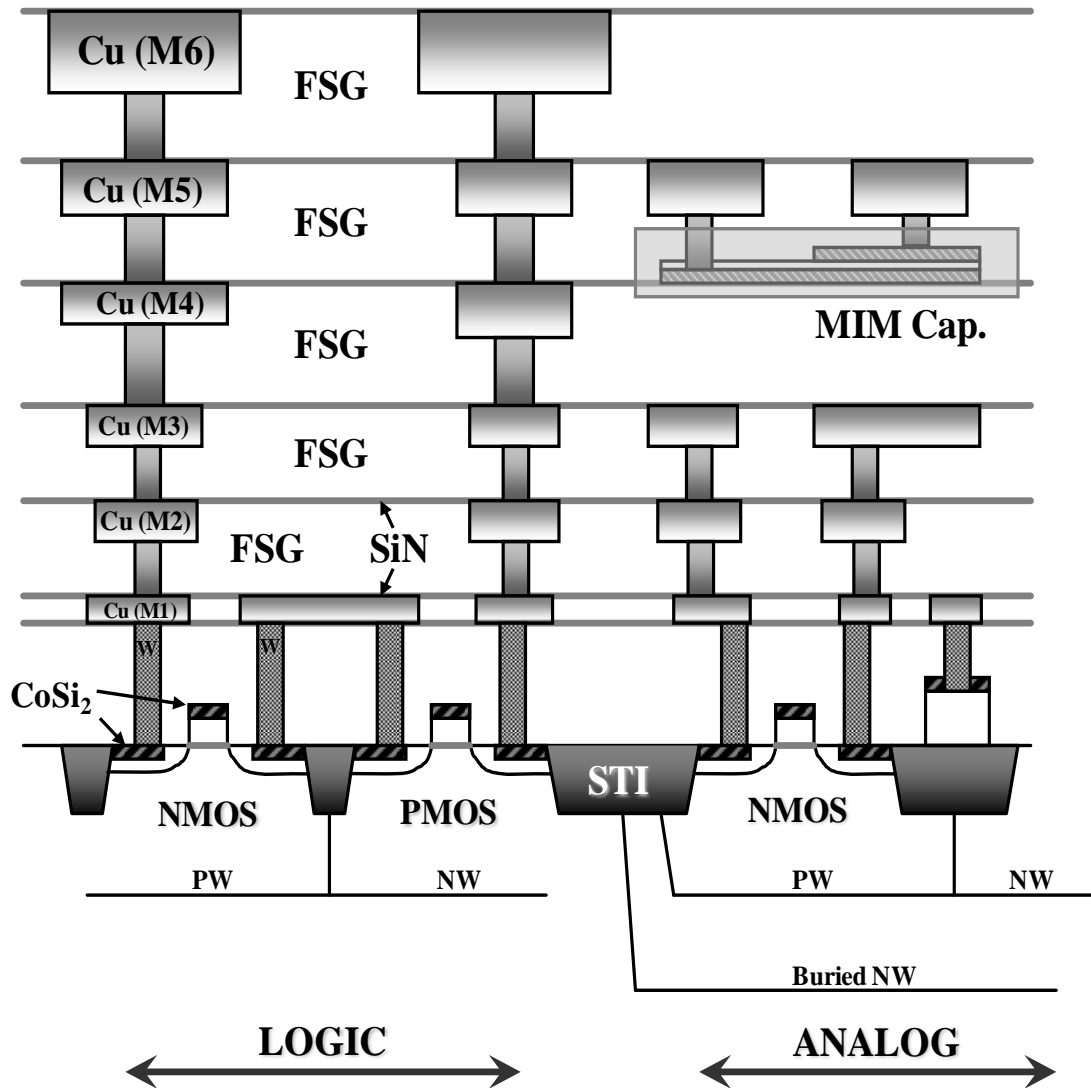 Cu (M6)
FSG
Cu (M5)
FSG
Cu (M4)
MIM Cap.
FSG
Cu (M3)
FSG
Cu (M2)
FSG
SiN
Cu (M1)
W
W
CoSi2
STI
NMOS
PMOS
NMOS
PW
NW
PW
NW
Buried NW
LOGIC
ANALOG